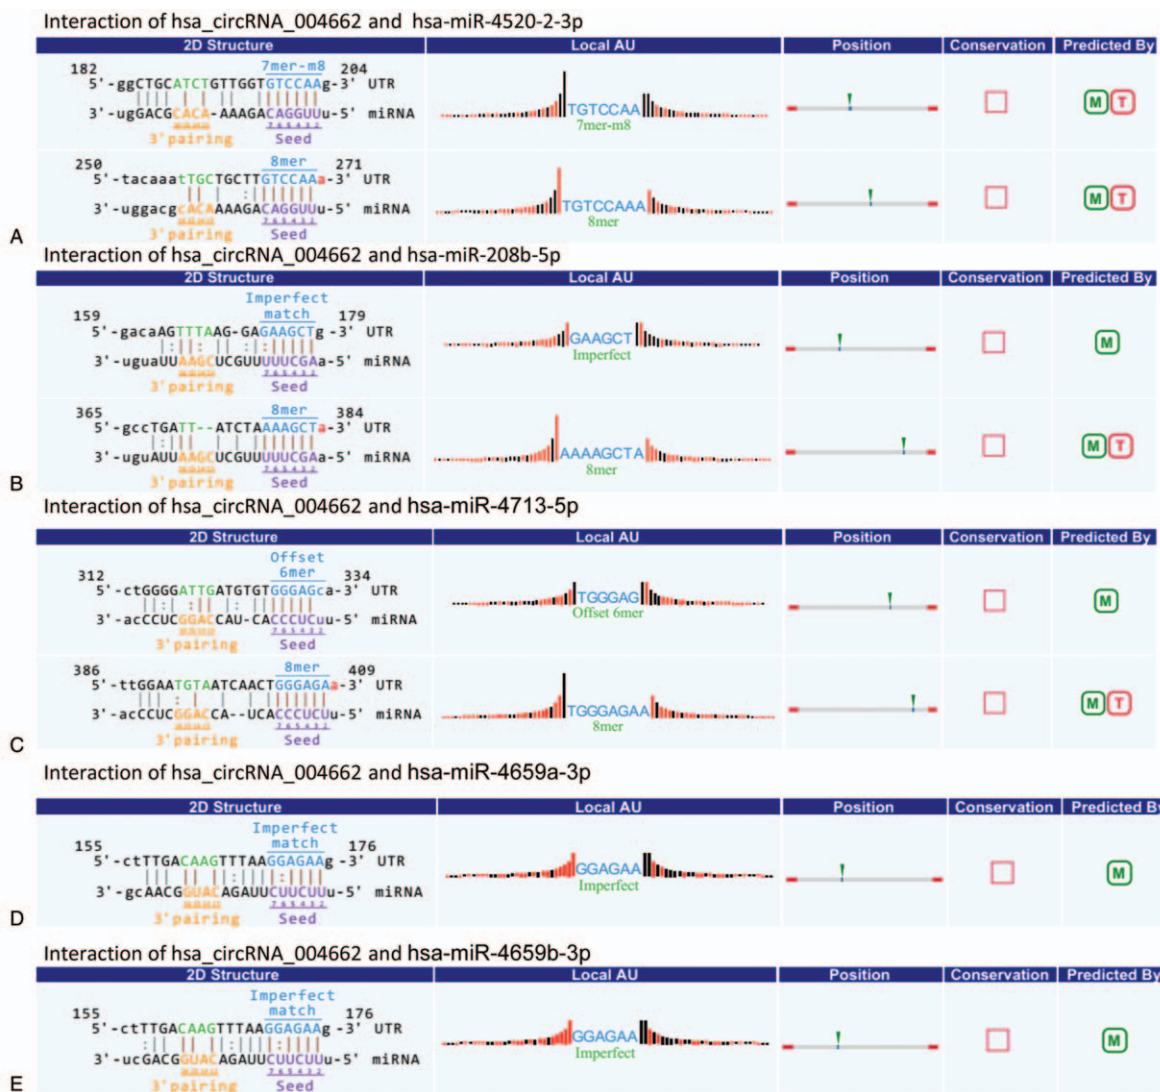 Interaction of hsa_circRNA_004662 and hsa-miR-4520-2-3p
2D Structure Local AU Position Conservation Predicted By
7mer-m8
182 204
5'-ggCTGCATCTGTTGGTGTCCAAg-3' UTR
3'-ugGACGCACA-AAAGACAGGUUu-5' miRNA
3'pairing Seed
TGTCCAA
7mer-m8
M T
8mer
250 271
5'-tacaaatTGCTGCTTGTCCAAa-3' UTR
3'-uggacgcACAAAAGACAGGUUu-5' miRNA
3'pairing Seed
TGTCCAAA
8mer
M T
A
Interaction of hsa_circRNA_004662 and hsa-miR-208b-5p
2D Structure Local AU Position Conservation Predicted By
Imperfect
match
159 179
5'-gacaAGTTTAAG-GAGAAGCTg-3' UTR
3'-uguaUUAAGCUCGUUUUUCGAa-5' miRNA
3'pairing Seed
GAAGCT
Imperfect
M
8mer
365 384
5'-gccTGATT--ATCTAAAAGCTa-3' UTR
3'-uguAUUAAGCUCGUUUUUCGAa-5' miRNA
3'pairing Seed
AAAAGCTA
8mer
M T
B
Interaction of hsa_circRNA_004662 and hsa-miR-4713-5p
2D Structure Local AU Position Conservation Predicted By
Offset
6mer
312 334
5'-ctGGGGATTGATGTGTGGGAGca-3' UTR
3'-acCCUCGGACCAU-CACCCUCuu-5' miRNA
3'pairing Seed
TGGGAG
Offset 6mer
M
8mer
386 409
5'-ttGGAATGTAATCAACTGGGAGAa-3' UTR
3'-acCCUCGGACCA--UCACCCUCUu-5' miRNA
3'pairing Seed
TGGGAGAA
8mer
M T
C
Interaction of hsa_circRNA_004662 and hsa-miR-4659a-3p
2D Structure Local AU Position Conservation Predicted By
Imperfect
match
155 176
5'-ctTTGACAAGTTTAAGGAGAAg-3' UTR
3'-gcAACGGUACAGAUUCUUCUUu-5' miRNA
3'pairing Seed
GGAGAA
Imperfect
M
D
Interaction of hsa_circRNA_004662 and hsa-miR-4659b-3p
2D Structure Local AU Position Conservation Predicted By
Imperfect
match
155 176
5'-ctTTGACAAGTTTAAGGAGAAg-3' UTR
3'-ucGACGGUACAGAUUCUUCUUu-5' miRNA
3'pairing Seed
GGAGAA
Imperfect
M
E